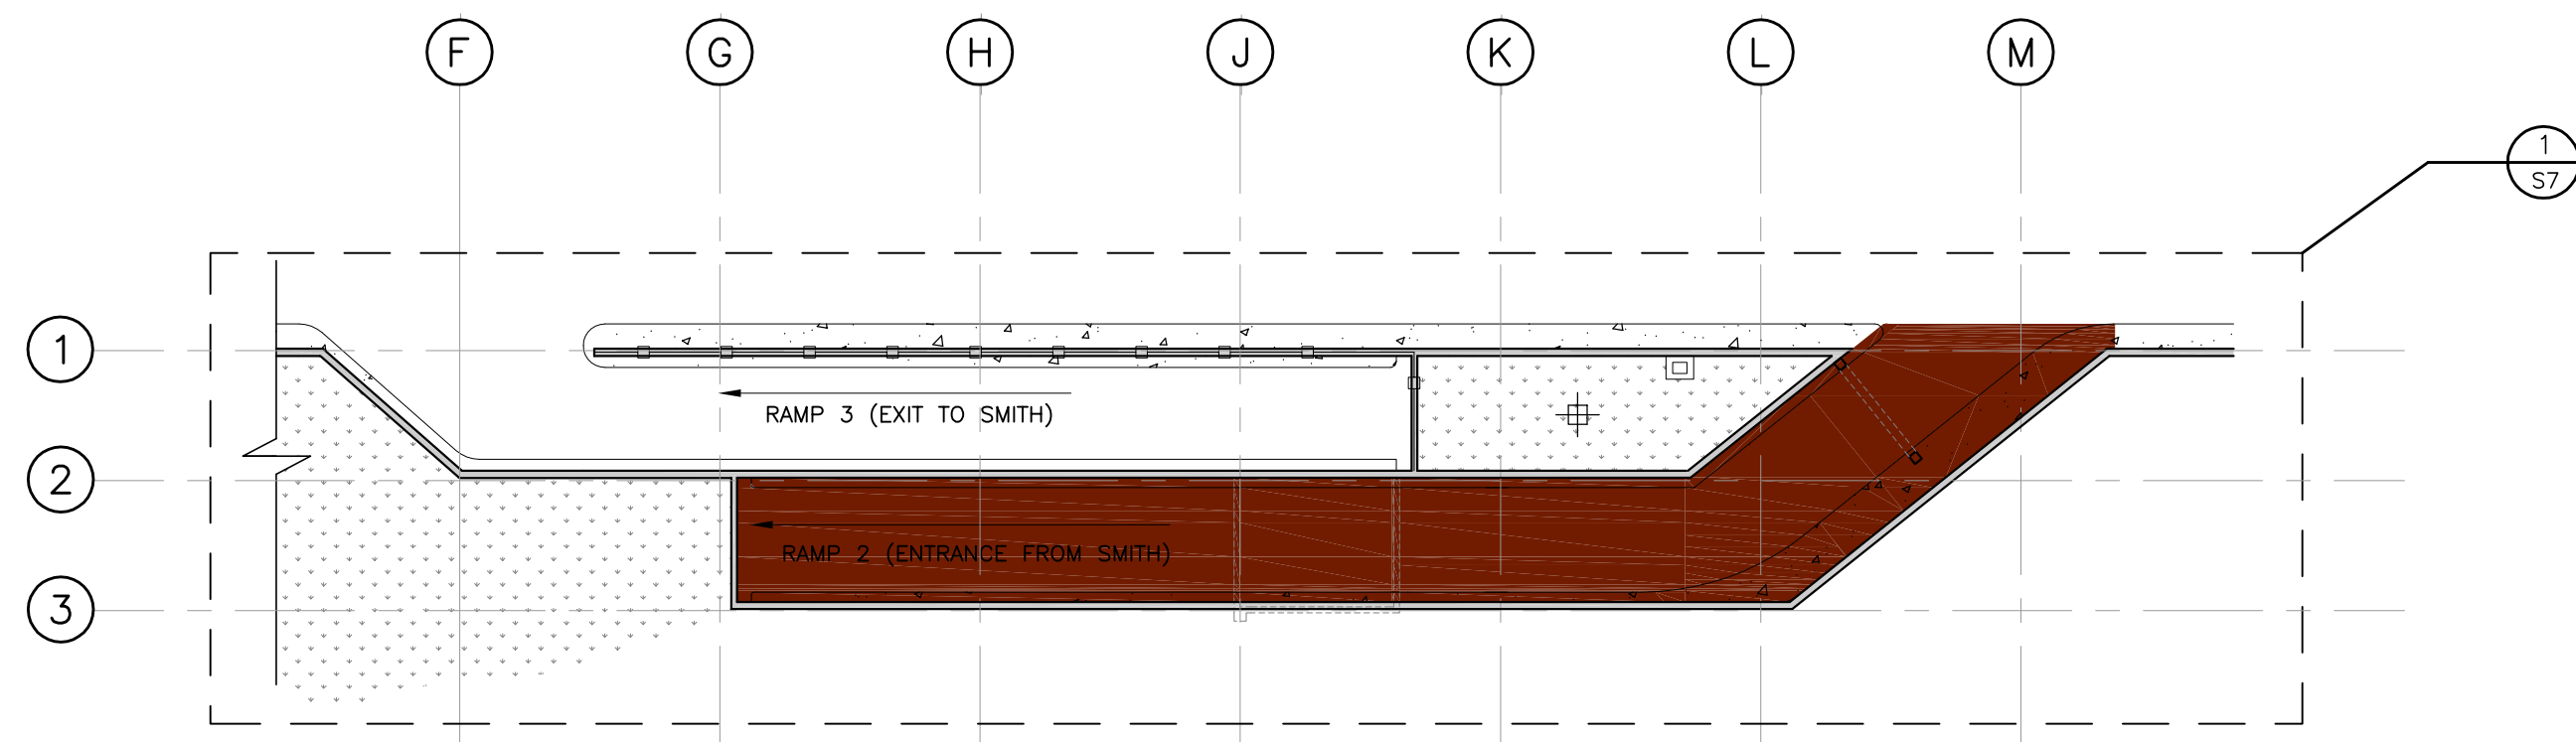 F G H J K L M
1
S7
1
RAMP 3 (EXIT TO SMITH)
2
RAMP 2 (ENTRANCE FROM SMITH)
3